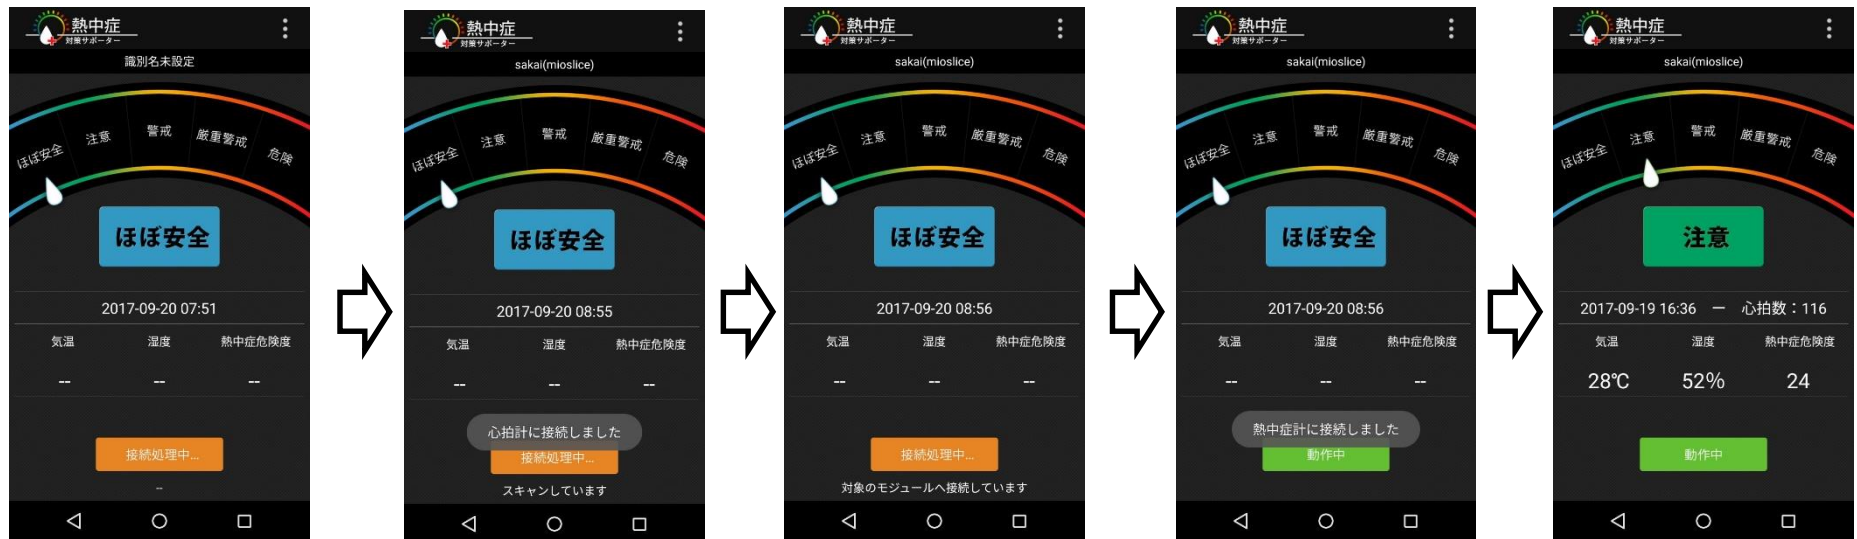 熱中症
対策サポーター
識別名未設定
ほぼ安全
注意
警戒
厳重警戒
危険
ほぼ安全
2017-09-20 07:51
気温 湿度 熱中症危険度
-- -- --
接続処理中...
--
熱中症
対策サポーター
sakai(mioslice)
ほぼ安全
注意
警戒
厳重警戒
危険
ほぼ安全
2017-09-20 08:55
気温 湿度 熱中症危険度
-- -- --
心拍計に接続しました
接続処理中...
スキャンしています
熱中症
対策サポーター
sakai(mioslice)
ほぼ安全
注意
警戒
厳重警戒
危険
ほぼ安全
2017-09-20 08:56
気温 湿度 熱中症危険度
-- -- --
接続処理中...
対象のモジュールへ接続しています
熱中症
対策サポーター
sakai(mioslice)
ほぼ安全
注意
警戒
厳重警戒
危険
ほぼ安全
2017-09-20 08:56
気温 湿度 熱中症危険度
-- -- --
熱中症計に接続しました
動作中
熱中症
対策サポーター
sakai(mioslice)
ほぼ安全
注意
警戒
厳重警戒
危険
注意
2017-09-19 16:36 ー 心拍数：116
気温 湿度 熱中症危険度
28℃ 52% 24
動作中